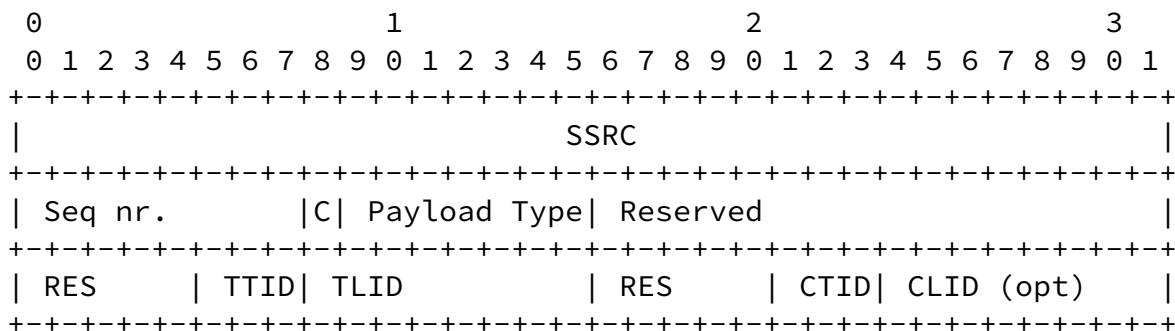 0                   1                   2                   3
 0 1 2 3 4 5 6 7 8 9 0 1 2 3 4 5 6 7 8 9 0 1 2 3 4 5 6 7 8 9 0 1
+-+-+-+-+-+-+-+-+-+-+-+-+-+-+-+-+-+-+-+-+-+-+-+-+-+-+-+-+-+-+-+-+
|                              SSRC                             |
+-+-+-+-+-+-+-+-+-+-+-+-+-+-+-+-+-+-+-+-+-+-+-+-+-+-+-+-+-+-+-+-+
| Seq nr.       |C| Payload Type| Reserved                      |
+-+-+-+-+-+-+-+-+-+-+-+-+-+-+-+-+-+-+-+-+-+-+-+-+-+-+-+-+-+-+-+-+
| RES     | TTID| TLID          | RES     | CTID| CLID (opt)    |
+-+-+-+-+-+-+-+-+-+-+-+-+-+-+-+-+-+-+-+-+-+-+-+-+-+-+-+-+-+-+-+-+